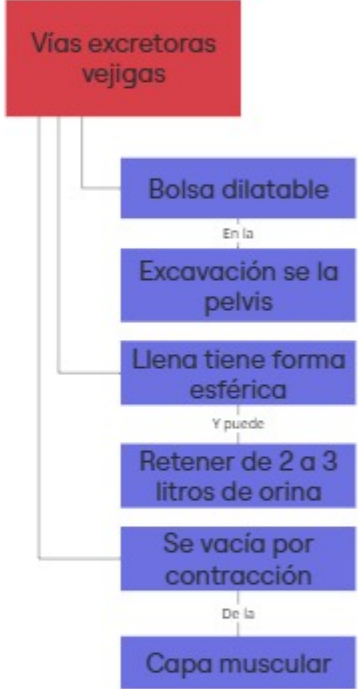 Vías excretoras
vejigas
Bolsa dilatable
En la
Excavación se la
pelvis
Llena tiene forma
esférica
Y puede
Retener de 2 a 3
litros de orina
Se vacía por
contracción
De la
Capa muscular